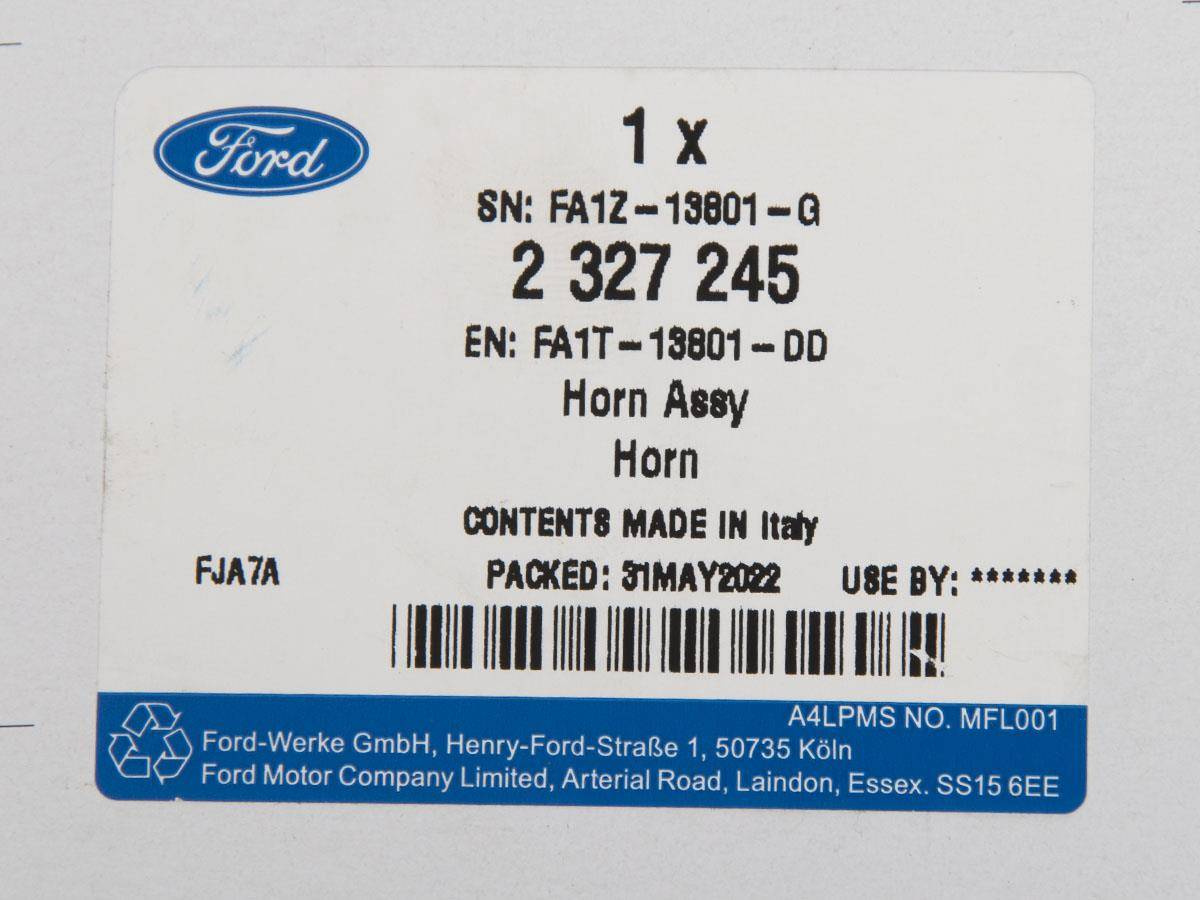 Ford
1 x
SN: FA1Z-13801-G
2 327 245
EN: FA1T-13801-DD
Horn Assy
Horn
CONTENTS MADE IN Italy
FJA7A PACKED: 31MAY2022 USE BY: *******
A4LPMS NO. MFL001
Ford-Werke GmbH, Henry-Ford-Straße 1, 50735 Köln
Ford Motor Company Limited, Arterial Road, Laindon, Essex. SS15 6EE